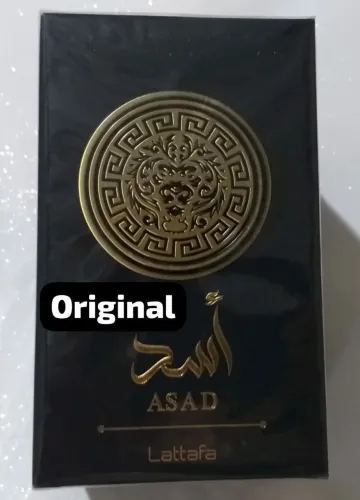 Original
أسد
ASAD
Lattafa